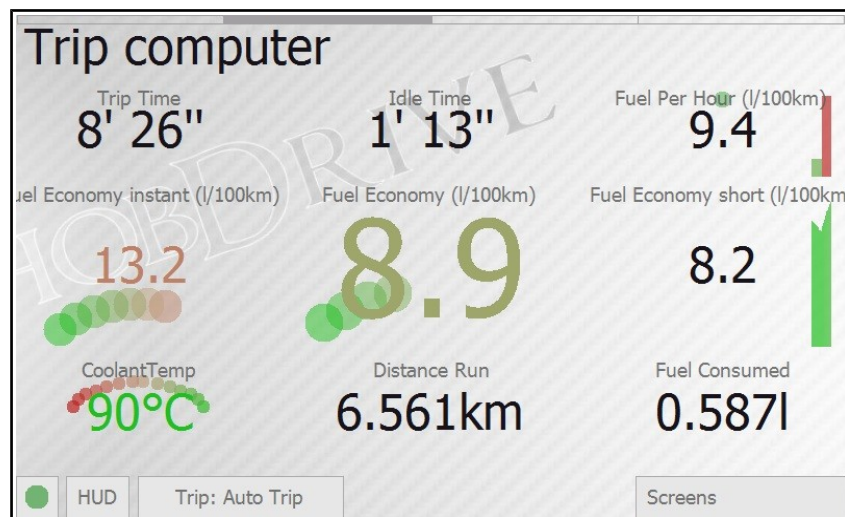 Trip computer
Trip Time
Idle Time
Fuel Per Hour (l/100km)
8' 26"
1' 13"
9.4
HOBDRIVE
uel Economy instant (l/100km)
Fuel Economy (l/100km)
Fuel Economy short (l/100km
13.2
8.9
8.2
CoolantTemp
Distance Run
Fuel Consumed
90°C
6.561km
0.587l
HUD
Trip: Auto Trip
Screens